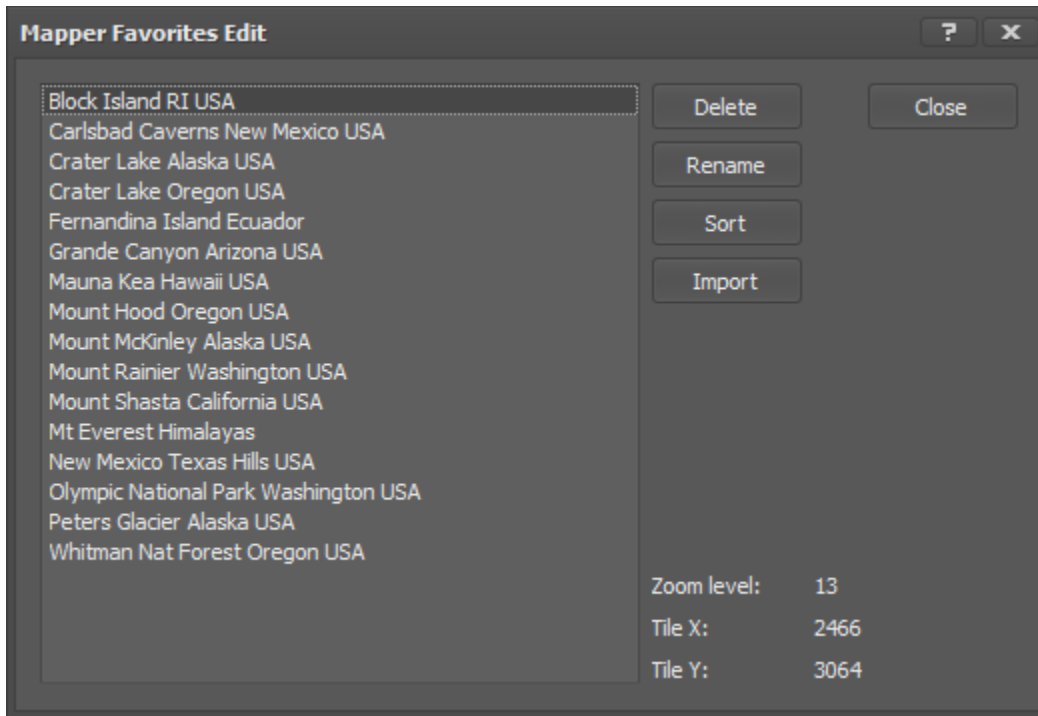 Mapper Favorites Edit
? x
Block Island RI USA
Carlsbad Caverns New Mexico USA
Crater Lake Alaska USA
Crater Lake Oregon USA
Fernandina Island Ecuador
Grande Canyon Arizona USA
Mauna Kea Hawaii USA
Mount Hood Oregon USA
Mount McKinley Alaska USA
Mount Rainier Washington USA
Mount Shasta California USA
Mt Everest Himalayas
New Mexico Texas Hills USA
Olympic National Park Washington USA
Peters Glacier Alaska USA
Whitman Nat Forest Oregon USA
Delete
Close
Rename
Sort
Import
Zoom level: 13
Tile X: 2466
Tile Y: 3064